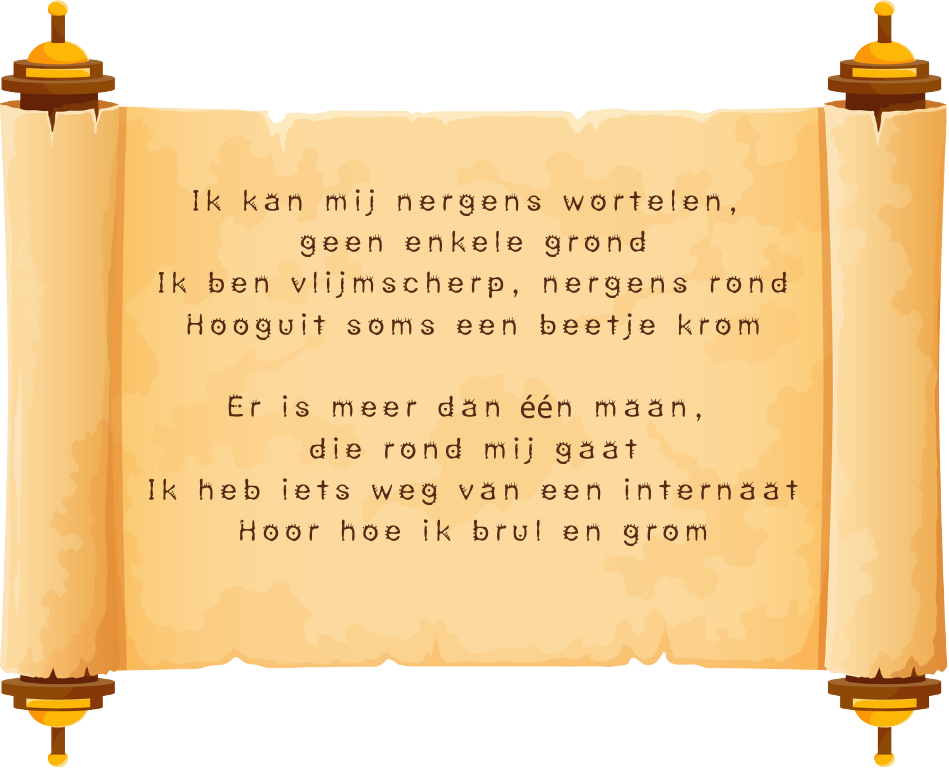 Ik kan mij nergens wortelen,
geen enkele grond
Ik ben vlijmscherp, nergens rond
Hooguit soms een beetje krom
Er is meer dan één maan,
die rond mij gaat
Ik heb iets weg van een internaat
Hoor hoe ik brul en grom